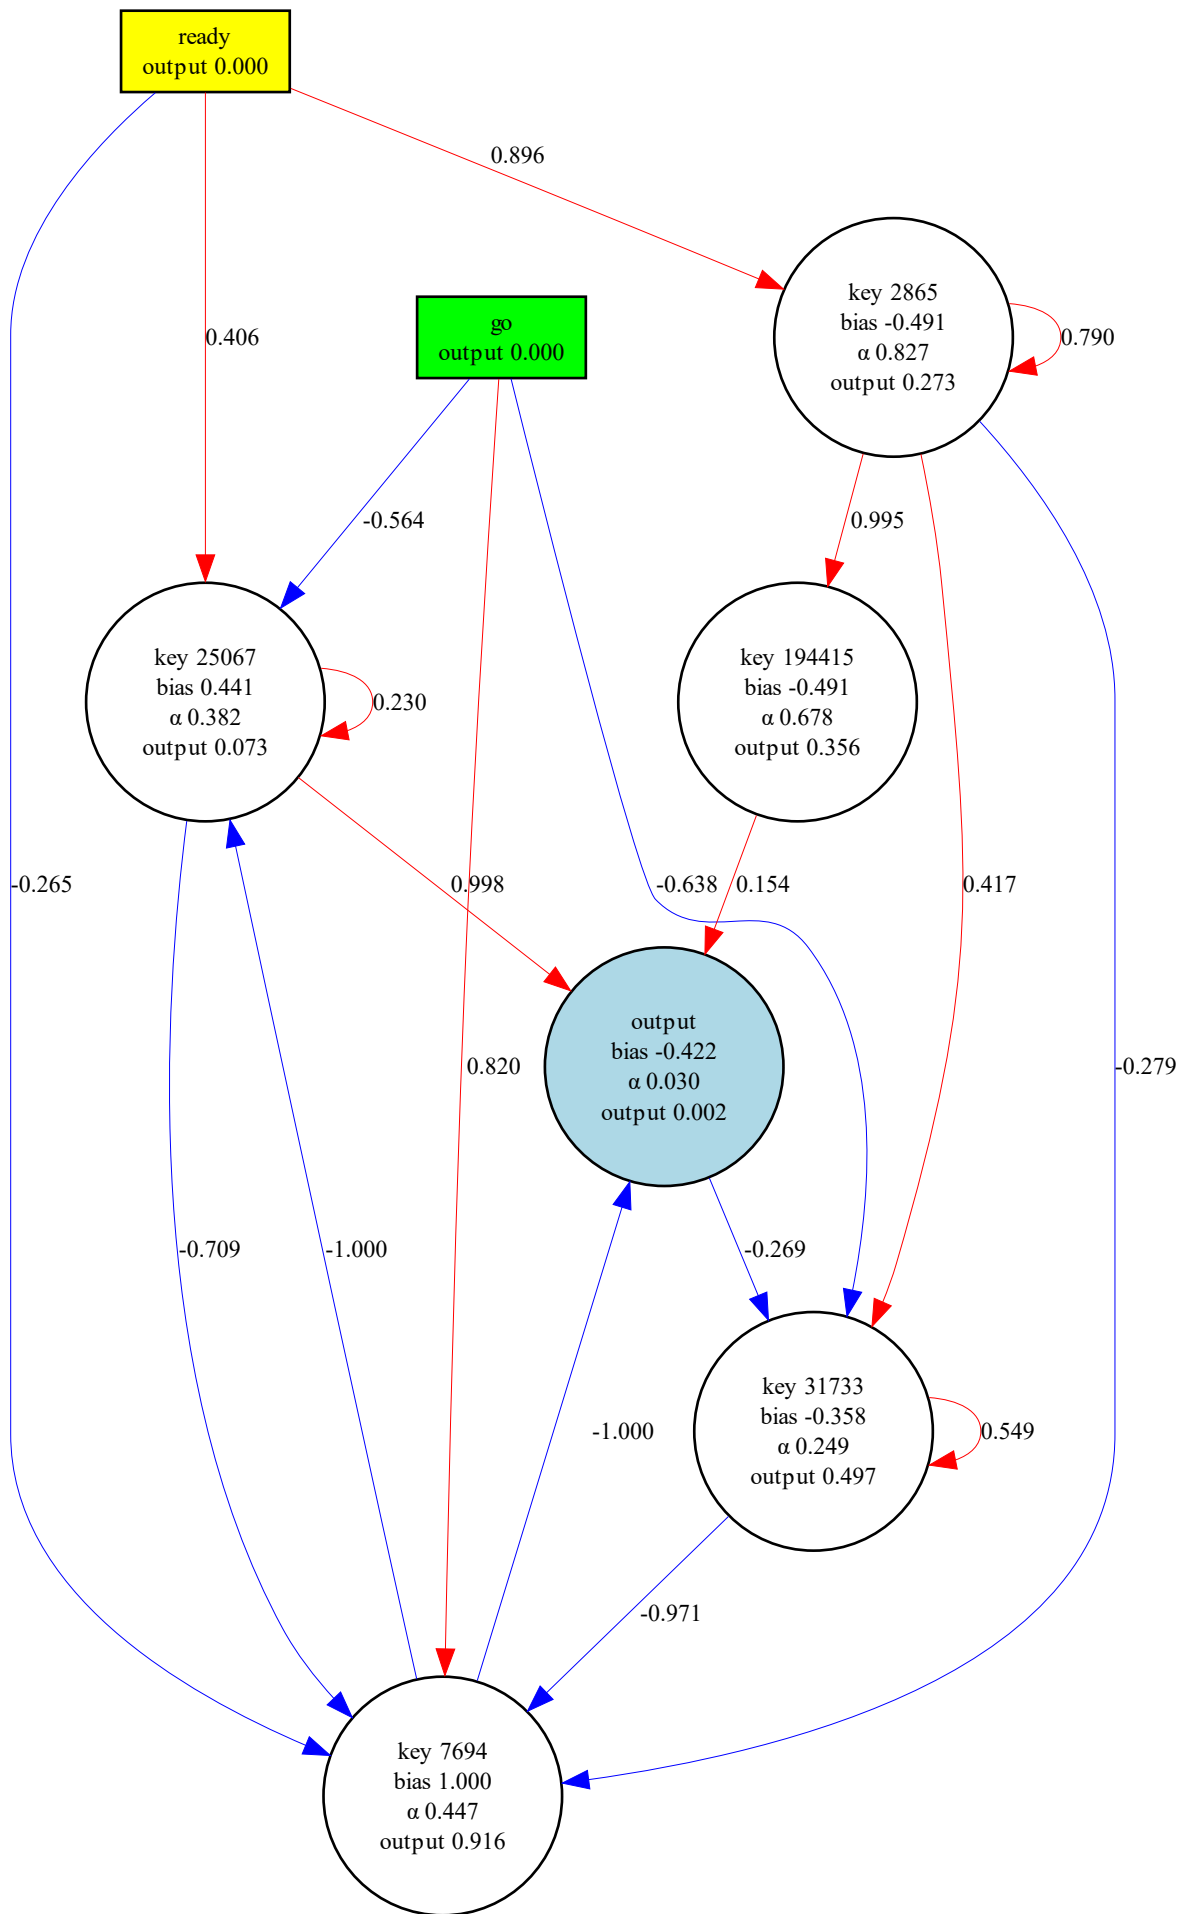 ready
output 0.000
0.896
key 2865
bias -0.491
α 0.827
output 0.273
0.790
go
output 0.000
0.406
-0.564
0.995
key 25067
bias 0.441
α 0.382
output 0.073
0.230
key 194415
bias -0.491
α 0.678
output 0.356
-0.265
0.998
-0.638
0.154
0.417
output
bias -0.422
α 0.030
output 0.002
0.820
-0.279
-0.709
-1.000
-0.269
key 31733
bias -0.358
α 0.249
output 0.497
0.549
-1.000
-0.971
key 7694
bias 1.000
α 0.447
output 0.916